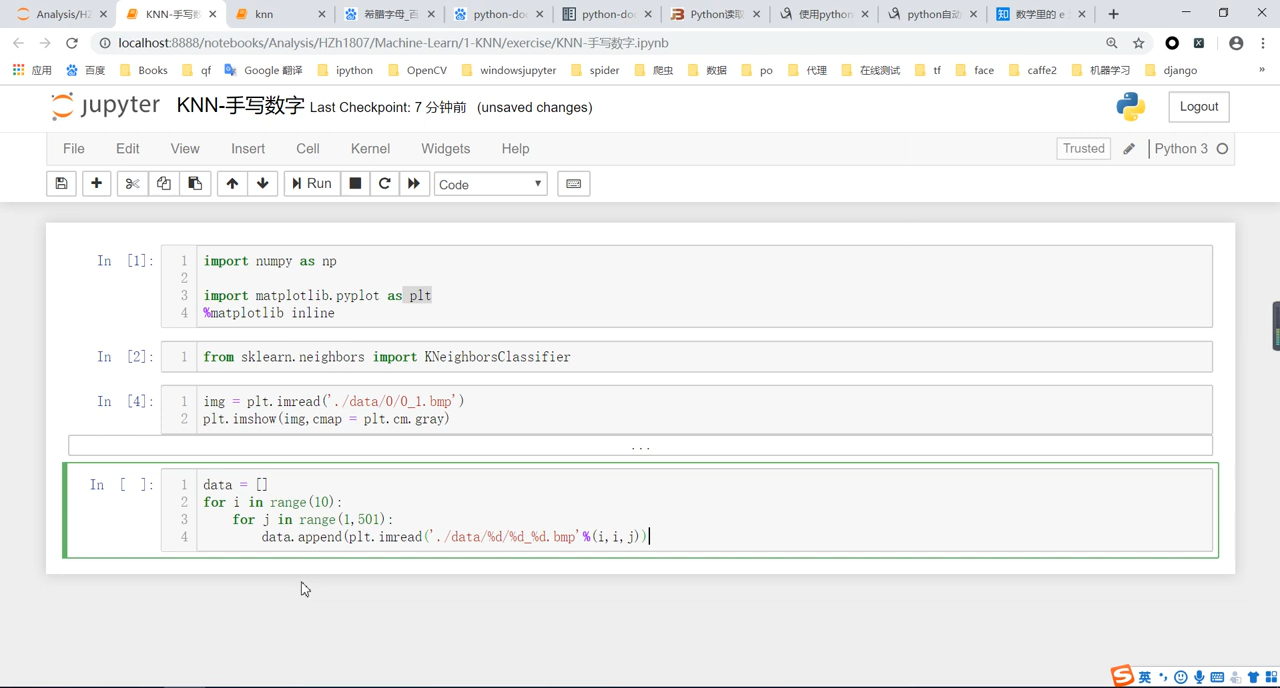 Analysis/HZ
KNN-手写数
knn
希腊字母_百
python-do
python-doc
Python读取
使用python
python自动
数学里的 e
localhost:8888/notebooks/Analysis/HZh1807/Machine-Learn/1-KNN/exercise/KNN-手写数字.ipynb
应用 百度 Books qf Google 翻译 ipython OpenCV windowsjupyter spider 爬虫 数据 po 代理 在线测试 tf face caffe2 机器学习 django »
jupyter KNN-手写数字 Last Checkpoint: 7 分钟前 (unsaved changes) Logout
File Edit View Insert Cell Kernel Widgets Help Trusted Python 3
Run Code
In [1]:
1 import numpy as np
2
3 import matplotlib.pyplot as plt
4 %matplotlib inline
In [2]:
1 from sklearn.neighbors import KNeighborsClassifier
In [4]:
1 img = plt.imread('./data/0/0_1.bmp')
2 plt.imshow(img,cmap = plt.cm.gray)
...
In [ ]:
1 data = []
2 for i in range(10):
3 for j in range(1,501):
4 data.append(plt.imread('./data/%d/%d_%d.bmp'%(i,i,j))
英